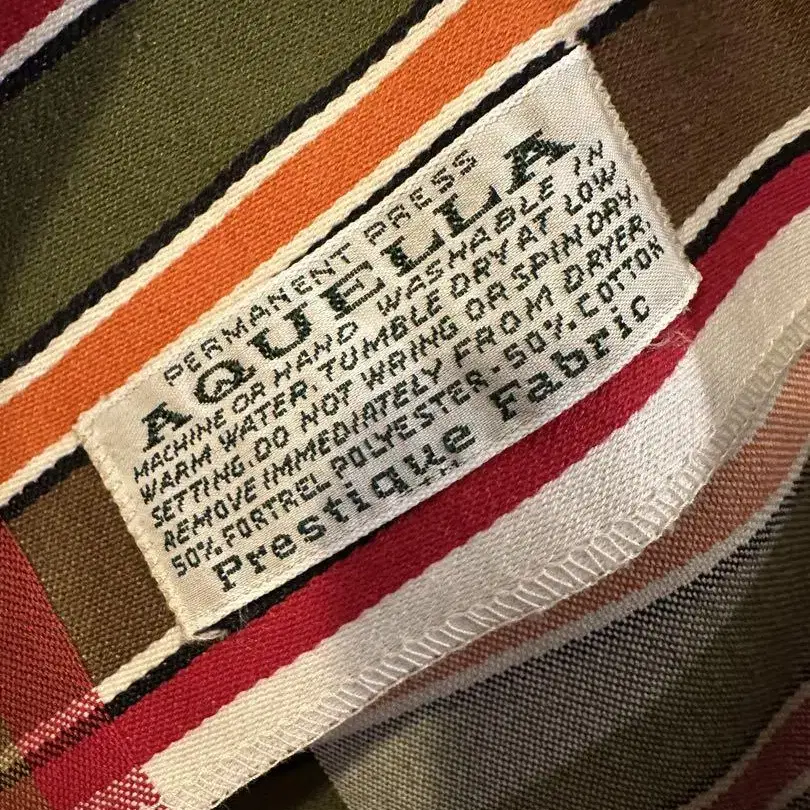 PERMANENT PRESS
AQUELLA
MACHINE OR HAND WASHABLE IN
WARM WATER. TUMBLE DRY AT LOW
SETTING. DO NOT WRING OR SPIN DRY.
REMOVE IMMEDIATELY FROM DRYER.
50% FORTREL POLYESTER-50% COTTON
Prestique Fabric